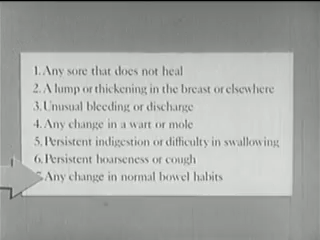 1. Any sore that does not heal
2. A lump or thickening in the breast or elsewhere
3. Unusual bleeding or discharge
4. Any change in a wart or mole
5. Persistent indigestion or difficulty in swallowing
6. Persistent hoarseness or cough
Any change in normal bowel habits